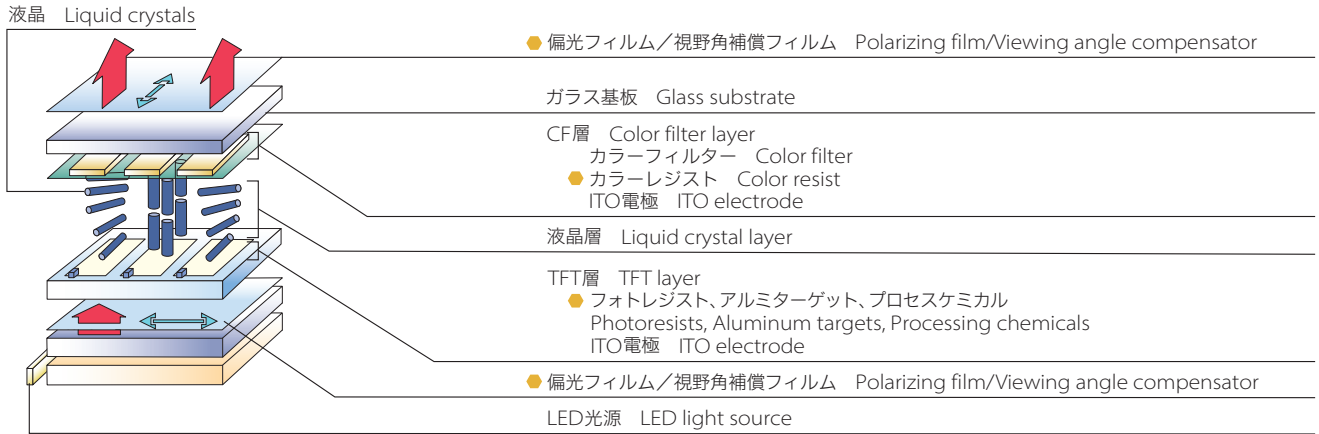 液晶 Liquid crystals
偏光フィルム／視野角補償フィルム Polarizing film/Viewing angle compensator
ガラス基板 Glass substrate
CF層 Color filter layer
カラーフィルター Color filter
カラーレジスト Color resist
ITO電極 ITO electrode
液晶層 Liquid crystal layer
TFT層 TFT layer
フォトレジスト、アルミターゲット、プロセスケミカル
Photoresists, Aluminum targets, Processing chemicals
ITO電極 ITO electrode
偏光フィルム／視野角補償フィルム Polarizing film/Viewing angle compensator
LED光源 LED light source